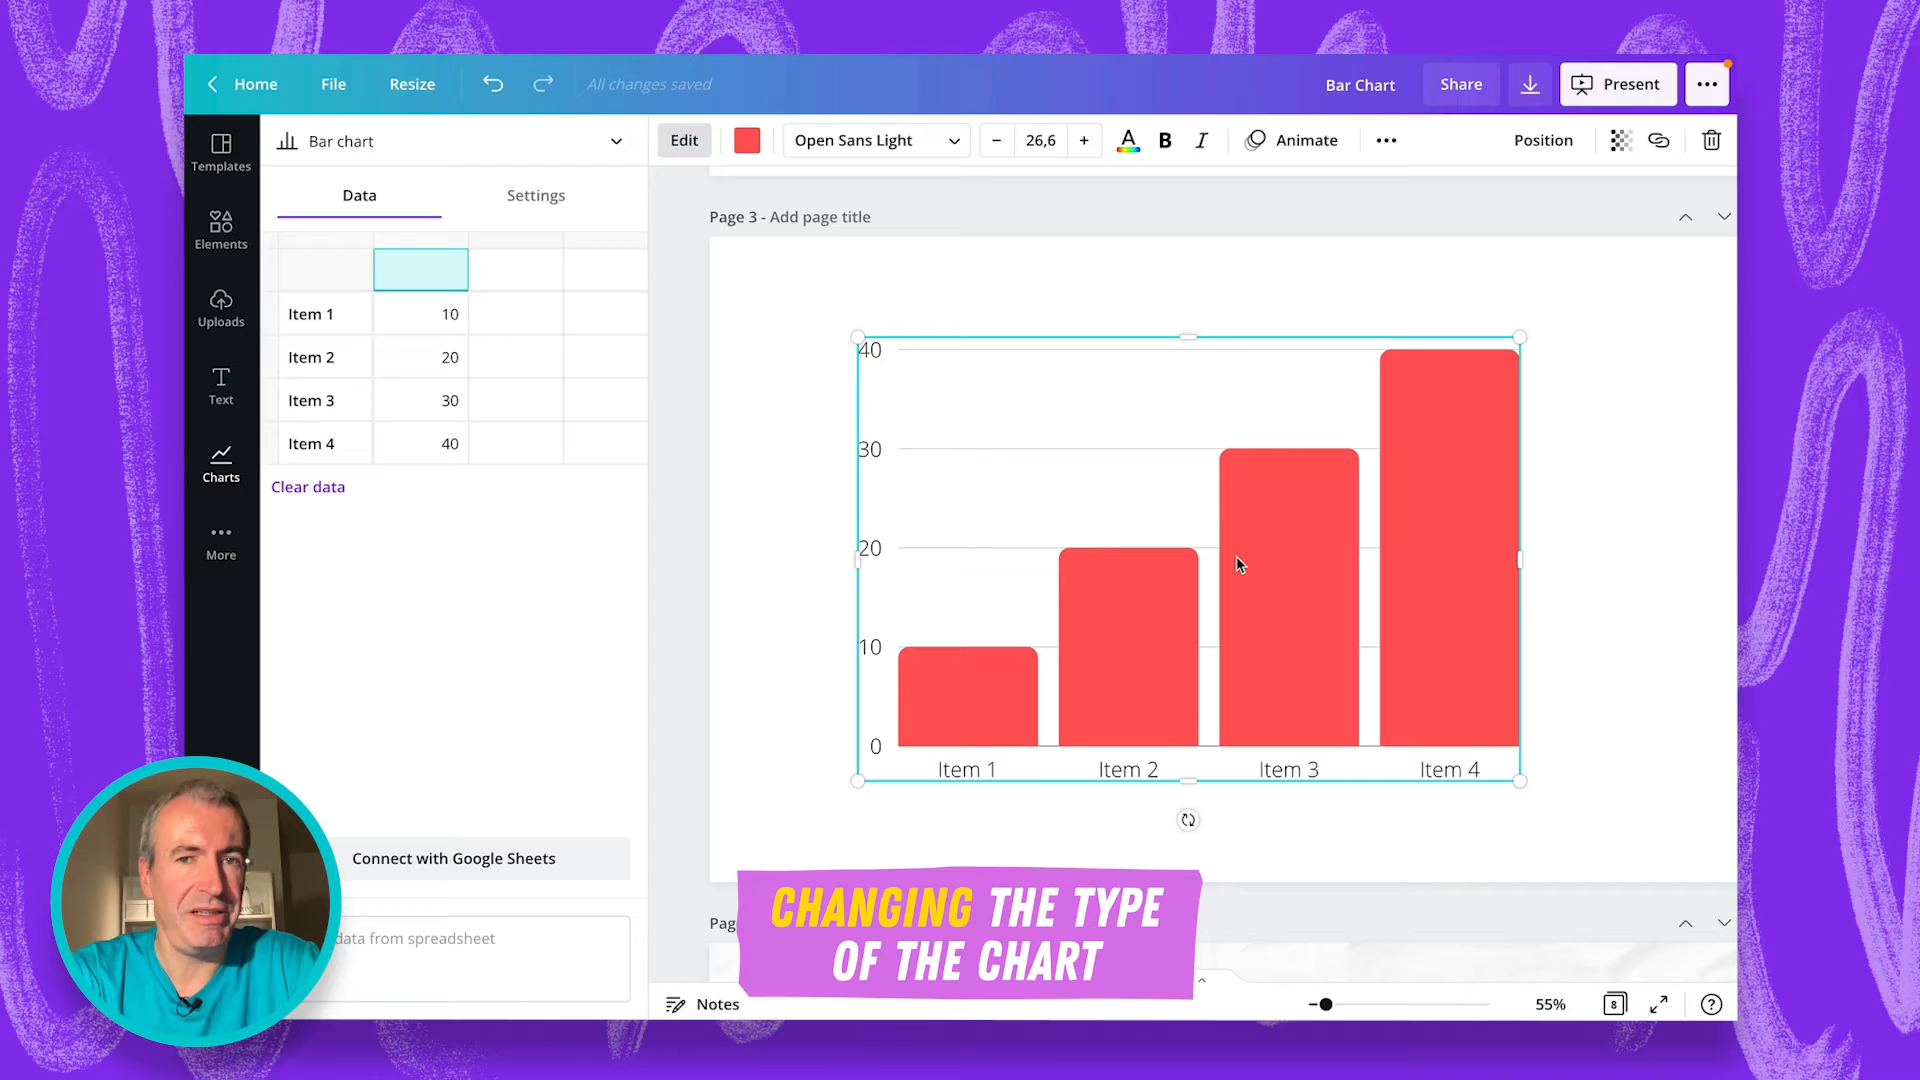 Home
File
Resize
All changes saved
Bar Chart
Share
Present
Templates
Elements
Uploads
Text
Charts
More
Bar chart
Data
Settings
Item 1 10
Item 2 20
Item 3 30
Item 4 40
Clear data
Connect with Google Sheets
data from spreadsheet
Edit
Open Sans Light
26,6
A
B
I
Animate
Position
Page 3 - Add page title
40
30
20
10
0
Item 1
Item 2
Item 3
Item 4
Pag
CHANGING THE TYPE
OF THE CHART
Notes
55%
8